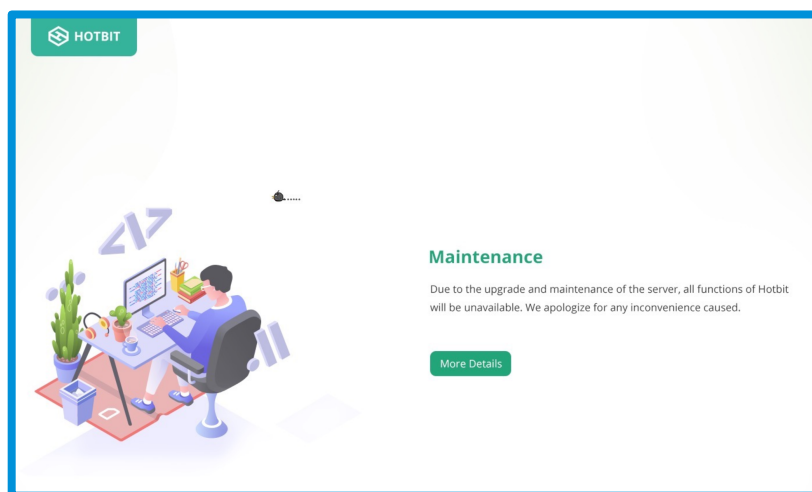 HOTBIT
Maintenance
Due to the upgrade and maintenance of the server, all functions of Hotbit
will be unavailable. We apologize for any inconvenience caused.
More Details